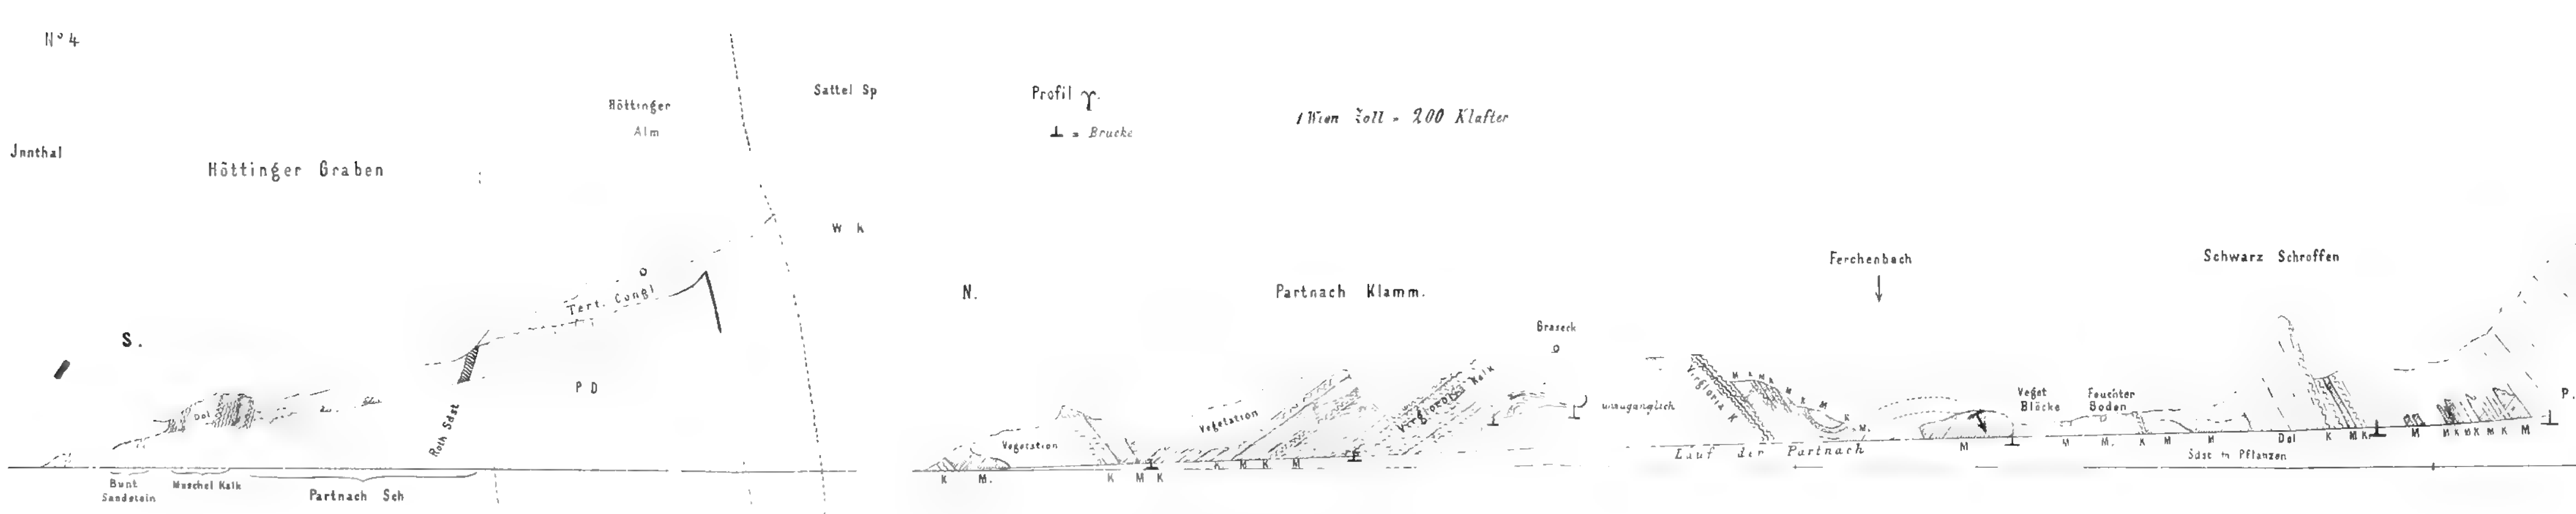 N° 4
Jnnthal
Höttinger Graben
Höttinger
Alm
Sattel Sp
W K
S.
O
Tert. Congl
Dol
P D
Roth Sdst
Bunt
Sandstein
Muschel Kalk
Partnach Sch
Profil γ.
⊥ = Brucke
1 Wien Zoll = 200 Klafter
N.
Partnach Klamm.
Graseck
Vegetation
Vegetation
Virgloria Kalk
K M. K M K K M K M
unzuganglich
Virgloria K
M K M K M K M K M.
Lauf der Partnach
Ferchenbach
M
Veget
Blöcke
Feuchter
Boden
Schwarz Schroffen
M M. K M M Dol K M K M M K M K M K M
Sdst m Pflanzen
P.